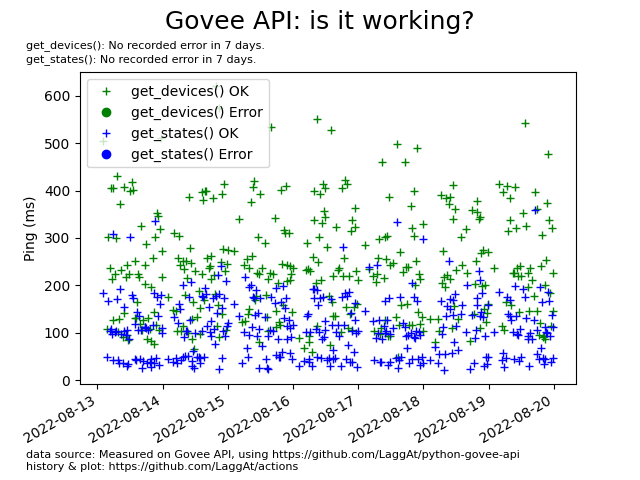 Govee API: is it working?
get_devices(): No recorded error in 7 days.
get_states(): No recorded error in 7 days.
get_devices() OK
get_devices() Error
get_states() OK
get_states() Error
Ping (ms)
600
500
400
300
200
100
0
2022-08-13
2022-08-14
2022-08-15
2022-08-16
2022-08-17
2022-08-18
2022-08-19
2022-08-20
data source: Measured on Govee API, using https://github.com/LaggAt/python-govee-api
history & plot: https://github.com/LaggAt/actions